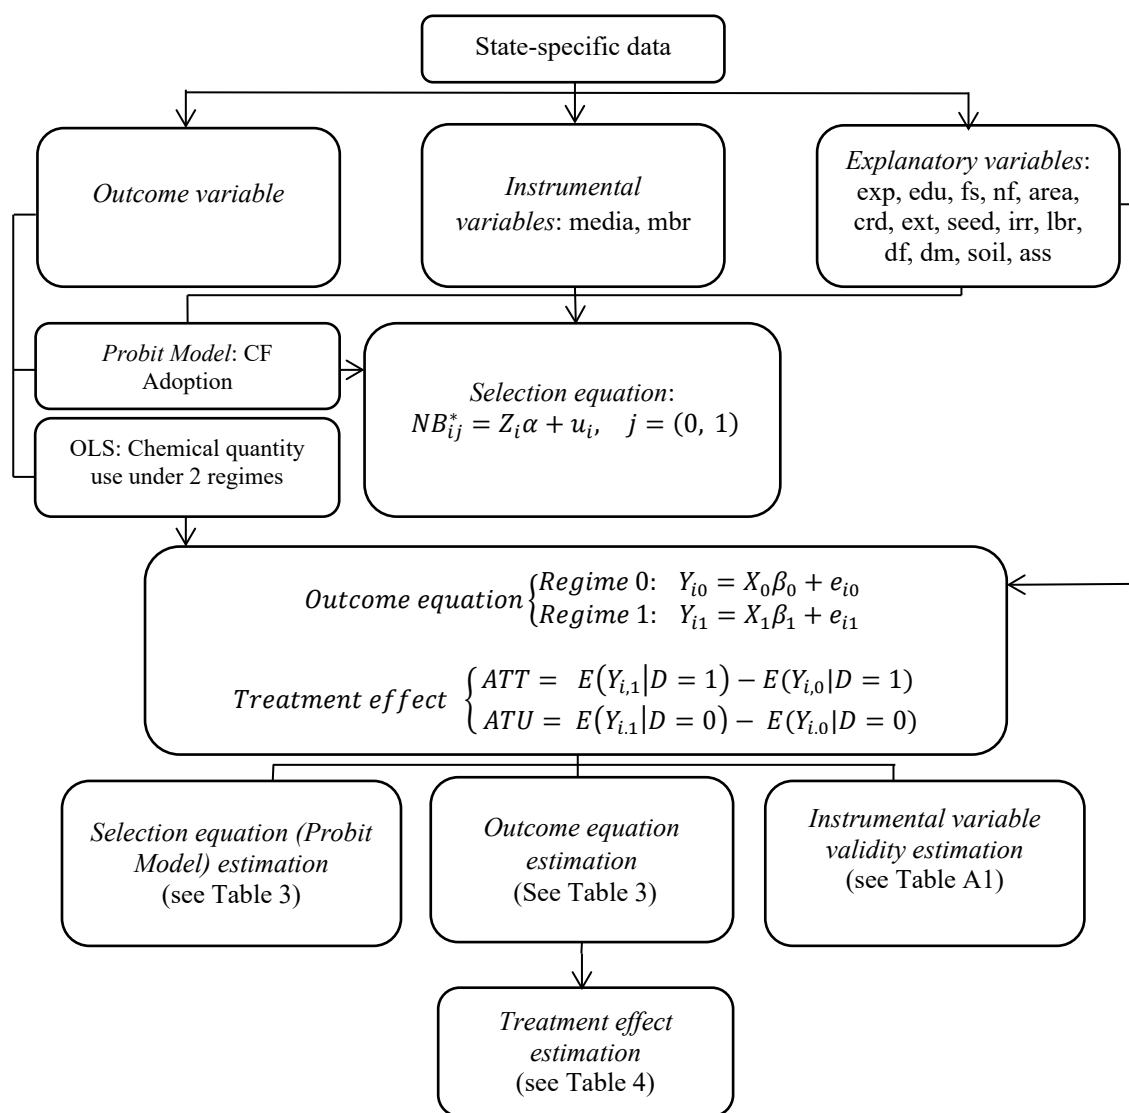 State-specific data
Outcome variable
Instrumental
variables: media, mbr
Explanatory variables:
exp, edu, fs, nf, area,
crd, ext, seed, irr, lbr,
df, dm, soil, ass
Probit Model: CF
Adoption
Selection equation:
NB*ij = Ziα + ui,   j = (0, 1)
OLS: Chemical quantity
use under 2 regimes
Outcome equation {Regime 0:   Yi0 = X0β0 + ei0
Regime 1:   Yi1 = X1β1 + ei1
Treatment effect {ATT =  E(Yi,1|D = 1) − E(Yi,0|D = 1)
ATU = E(Yi.1|D = 0) − E(Yi.0|D = 0)
Selection equation (Probit
Model) estimation
(see Table 3)
Outcome equation
estimation
(See Table 3)
Instrumental variable
validity estimation
(see Table A1)
Treatment effect
estimation
(see Table 4)